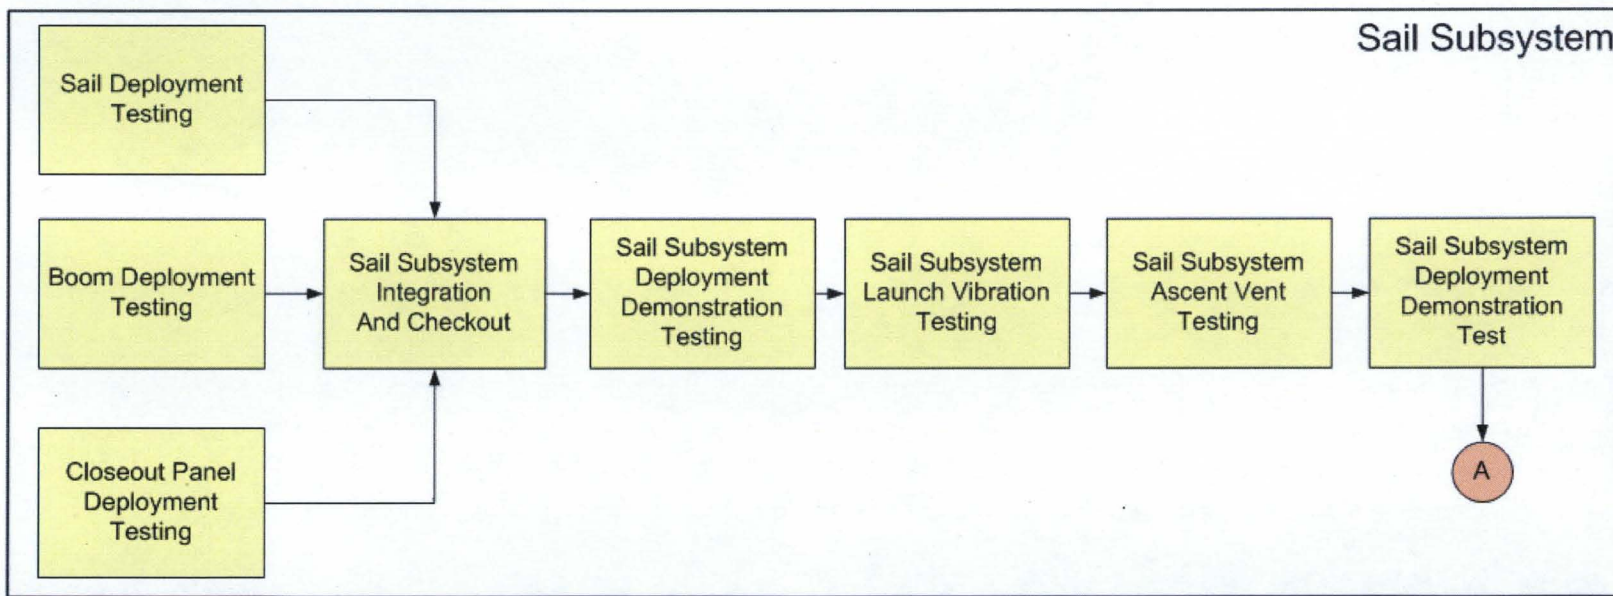 Sail Subsystem
Sail Deployment
Testing
Boom Deployment
Testing
Closeout Panel
Deployment
Testing
Sail Subsystem
Integration
And Checkout
Sail Subsystem
Deployment
Demonstration
Testing
Sail Subsystem
Launch Vibration
Testing
Sail Subsystem
Ascent Vent
Testing
Sail Subsystem
Deployment
Demonstration
Test
A